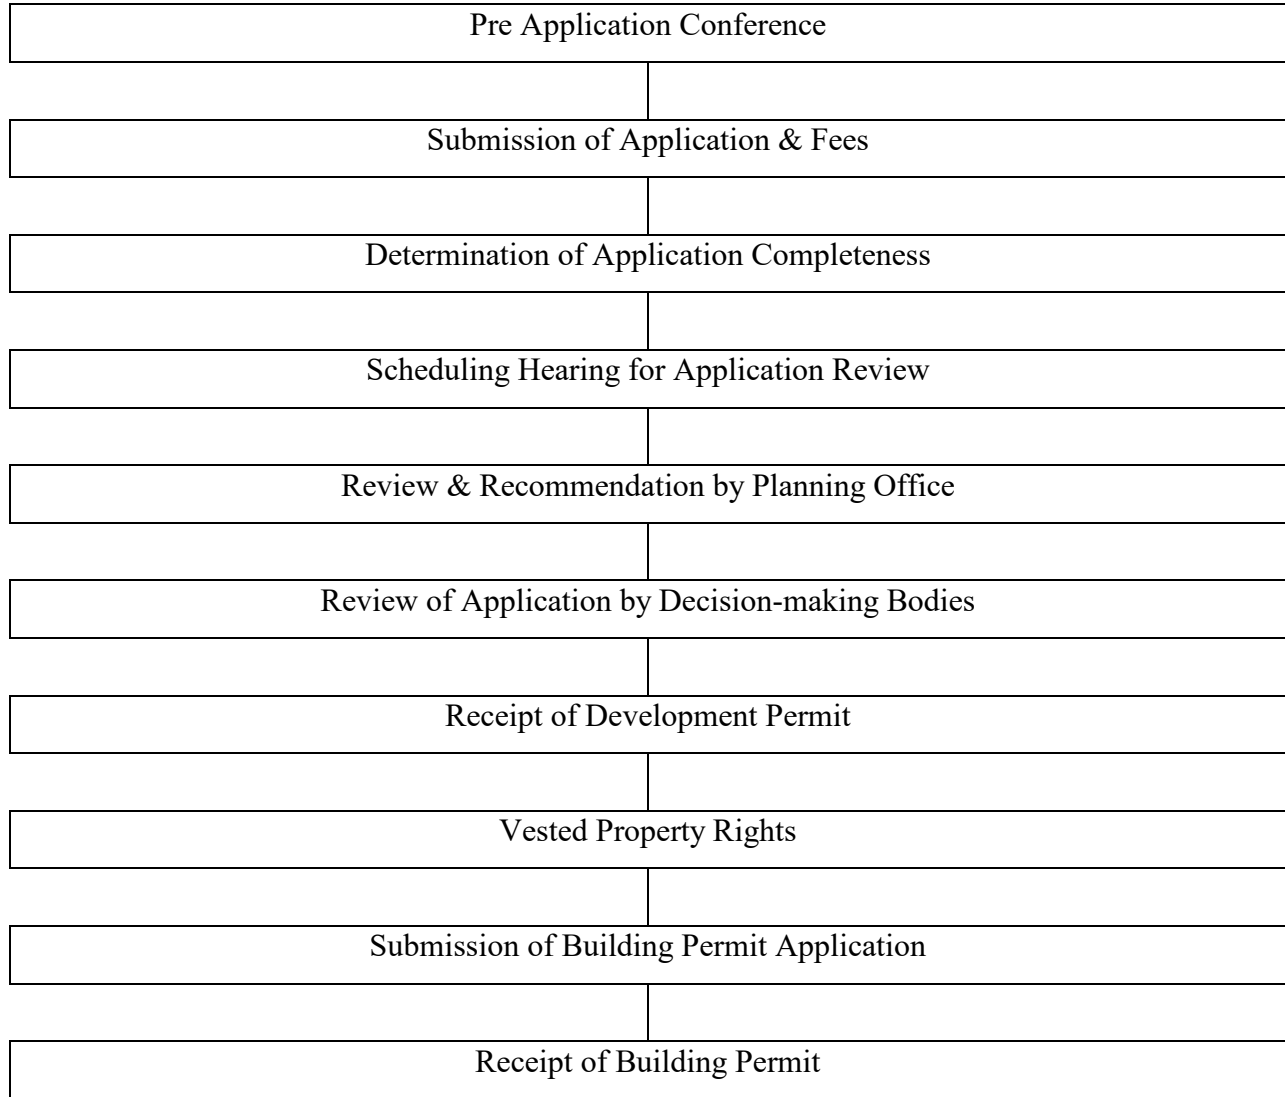 Pre Application Conference
Submission of Application & Fees
Determination of Application Completeness
Scheduling Hearing for Application Review
Review & Recommendation by Planning Office
Review of Application by Decision-making Bodies
Receipt of Development Permit
Vested Property Rights
Submission of Building Permit Application
Receipt of Building Permit